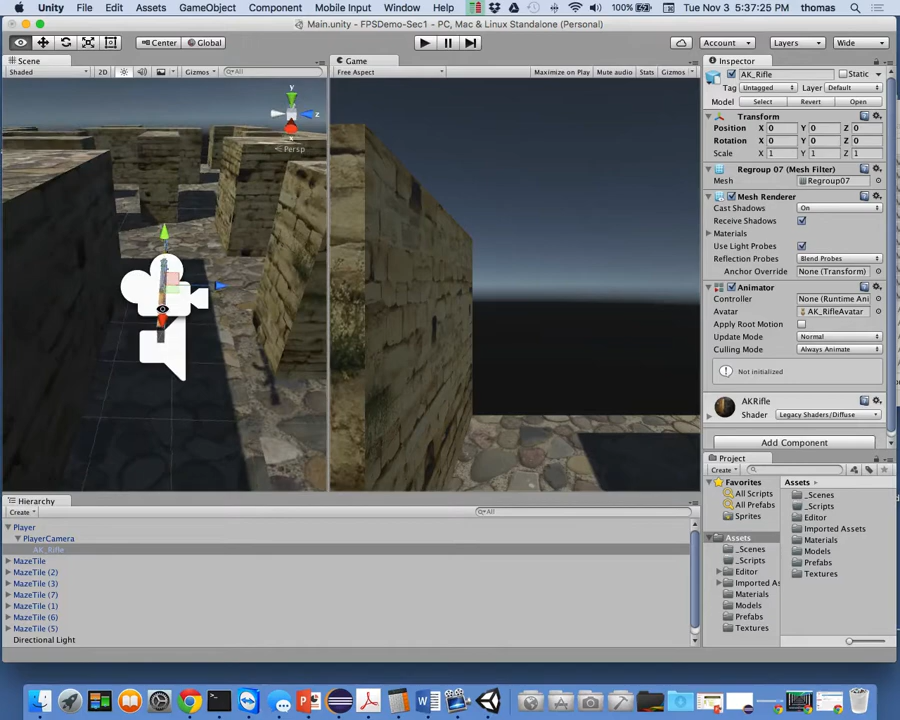 Unity File Edit Assets GameObject Component Mobile Input Window Help 100% Tue Nov 3 5:37:25 PM thomas
Main.unity - FPSDemo-Sec1 - PC, Mac & Linux Standalone (Personal)
Center Global Account Layers Wide
Scene
Shaded 2D Gizmos All
y
z
Persp
Game
Free Aspect Maximize on Play Mute audio Stats Gizmos
Inspector
AK_Rifle Static
Tag Untagged Layer Default
Model Select Revert Open
Transform
Position X 0 Y 0 Z 0
Rotation X 0 Y 0 Z 0
Scale X 1 Y 1 Z 1
Regroup 07 (Mesh Filter)
Mesh Regroup07
Mesh Renderer
Cast Shadows On
Receive Shadows
Materials
Use Light Probes
Reflection Probes Blend Probes
Anchor Override None (Transform)
Animator
Controller None (Runtime Ani
Avatar AK_RifleAvatar
Apply Root Motion
Update Mode Normal
Culling Mode Always Animate
Not initialized
AKRifle
Shader Legacy Shaders/Diffuse
Add Component
Hierarchy
Create All
Player
PlayerCamera
AK_Rifle
MazeTile
MazeTile (2)
MazeTile (3)
MazeTile (7)
MazeTile (1)
MazeTile (6)
MazeTile (5)
Directional Light
Project
Create
Favorites
All Scripts
All Prefabs
Sprites
Assets
_Scenes
_Scripts
Editor
Imported As
Materials
Models
Prefabs
Textures
Assets
_Scenes
_Scripts
Editor
Imported Assets
Materials
Models
Prefabs
Textures